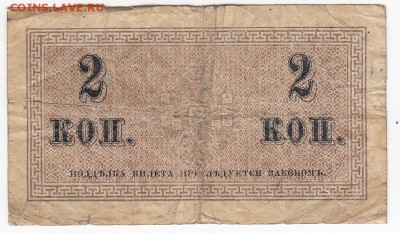 COINS.LAVE.RU
2 2
КОП. КОП.
ПОДДѢЛКА БИЛЕТА ПРЕСЛѢДУЕТСЯ ЗАКОНОМЪ.